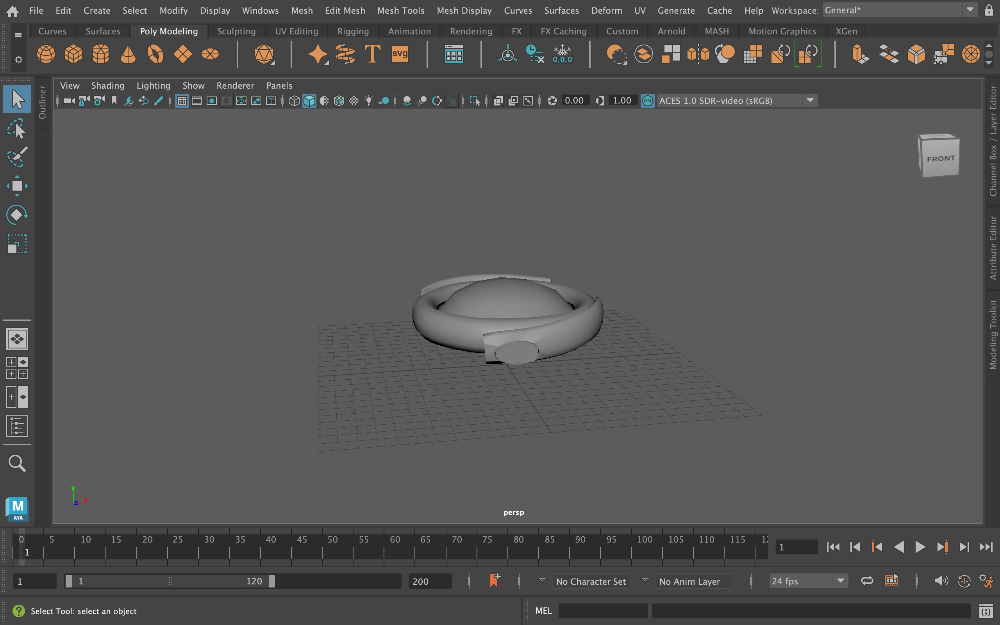 File Edit Create Select Modify Display Windows Mesh Edit Mesh Mesh Tools Mesh Display Curves Surfaces Deform UV Generate Cache Help Workspace: General*
Curves Surfaces Poly Modeling Sculpting UV Editing Rigging Animation Rendering FX FX Caching Custom Arnold MASH Motion Graphics XGen
T svg 0,0,0
View Shading Lighting Show Renderer Panels
T 0.00 1.00 ON ACES 1.0 SDR-video (sRGB)
Outliner
Channel Box / Layer Editor
Attribute Editor
Modeling Toolkit
FRONT
y
x
z
persp
M
AYA
0 5 10 15 20 25 30 35 40 45 50 55 60 65 70 75 80 85 90 95 100 105 110 115 12
1
1
1 1 120 200 No Character Set No Anim Layer 24 fps
? Select Tool: select an object MEL